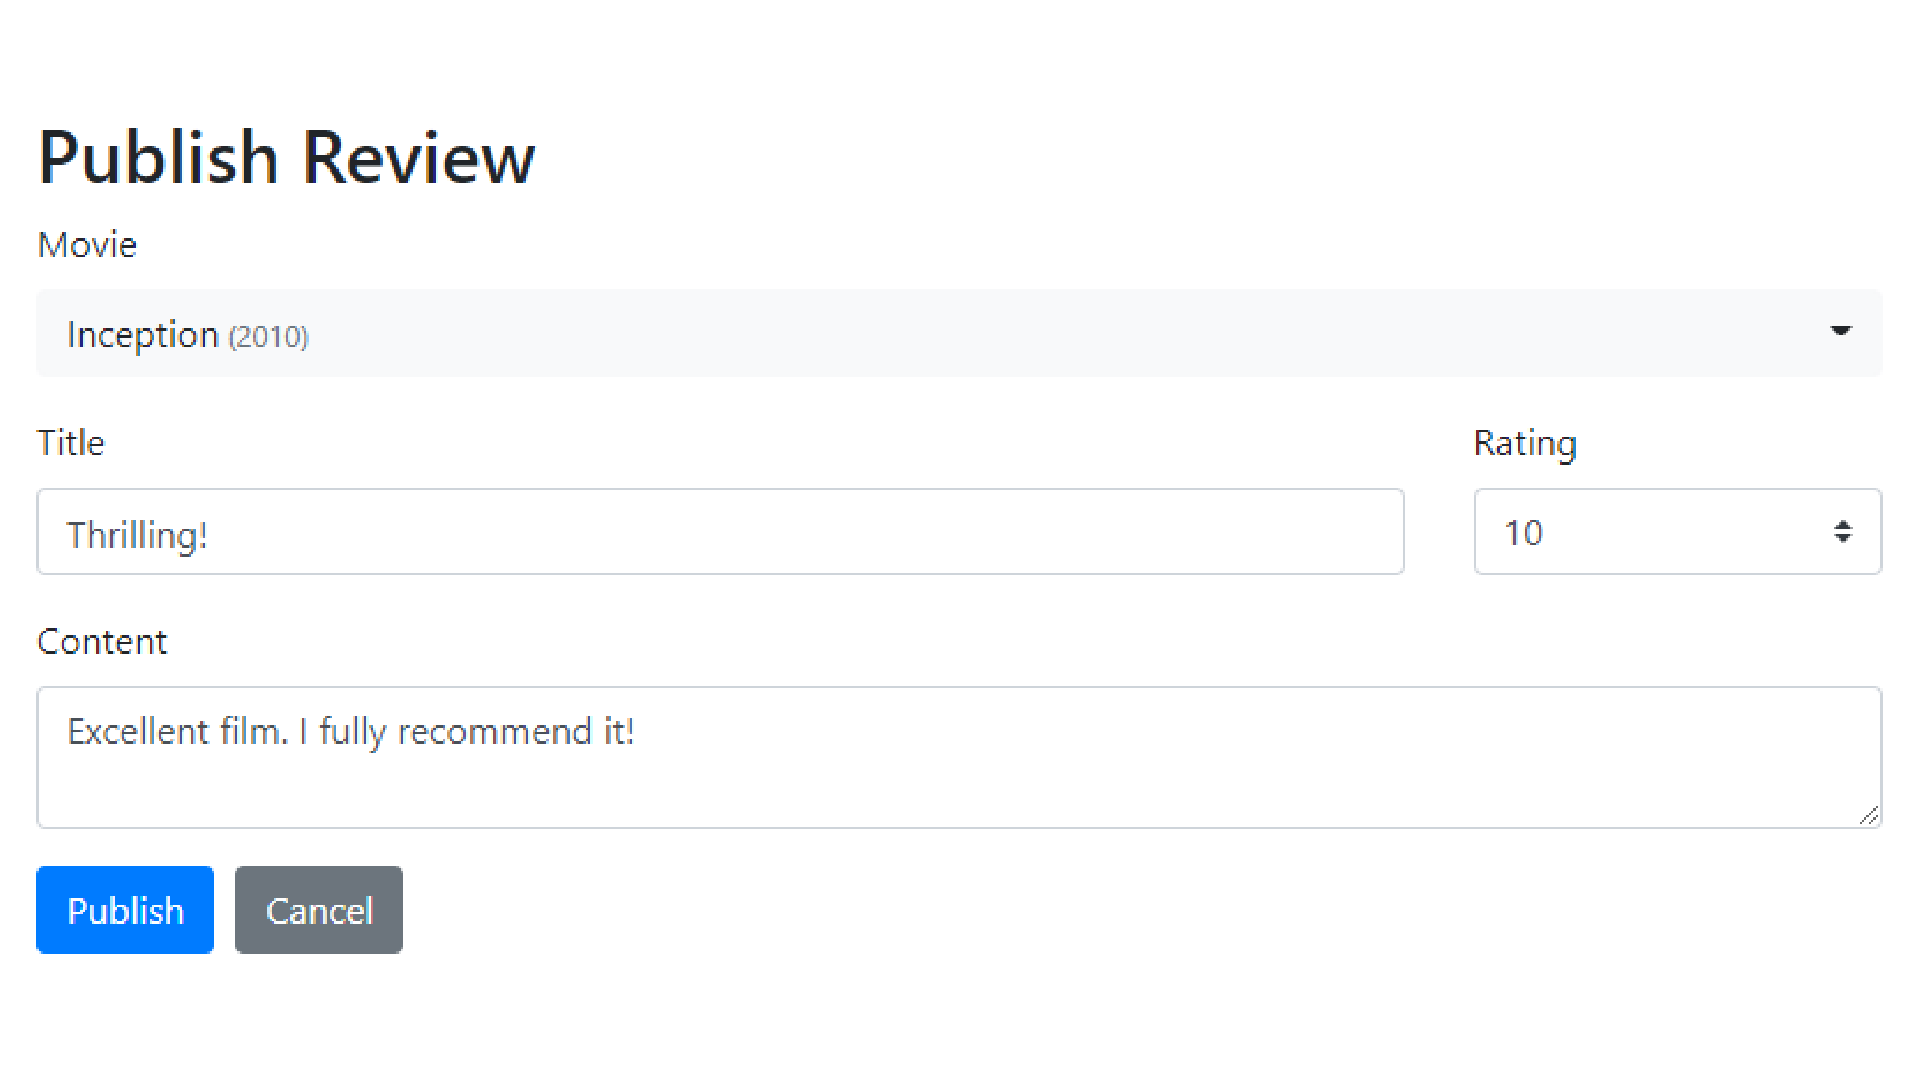 Publish Review
Movie
Inception (2010)
Title
Rating
Thrilling!
10
Content
Excellent film. I fully recommend it!
Publish
Cancel